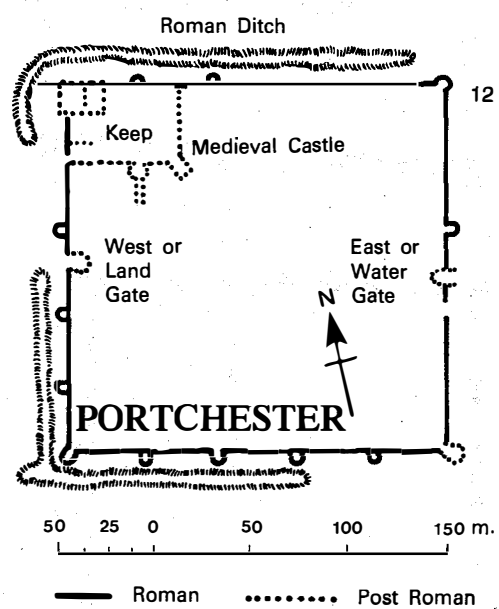 Roman Ditch
12
Keep
Medieval Castle
West or
Land
Gate
East or
Water
Gate
N
PORTCHESTER
50 25 0 50 100 150 m.
Roman Post Roman